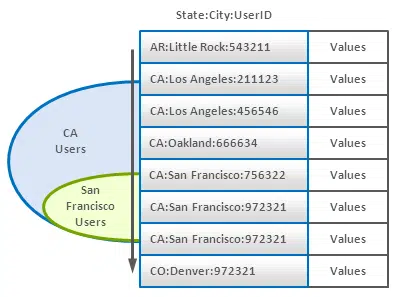 State:City:UserID
AR:Little Rock:543211 Values
CA:Los Angeles:211123 Values
CA:Los Angeles:456546 Values
CA:Oakland:666634 Values
CA:San Francisco:756322 Values
CA:San Francisco:972321 Values
CA:San Francisco:972321 Values
CO:Denver:972321 Values
CA
Users
San
Francisco
Users